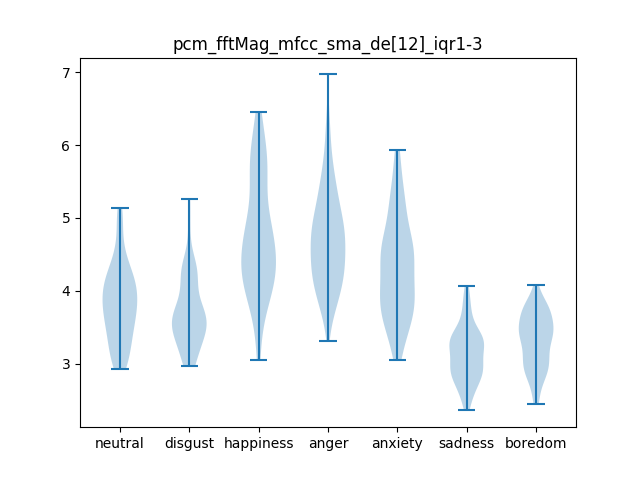 pcm_fftMag_mfcc_sma_de[12]_iqr1-3
7
6
5
4
3
neutral disgust happiness anger anxiety sadness boredom